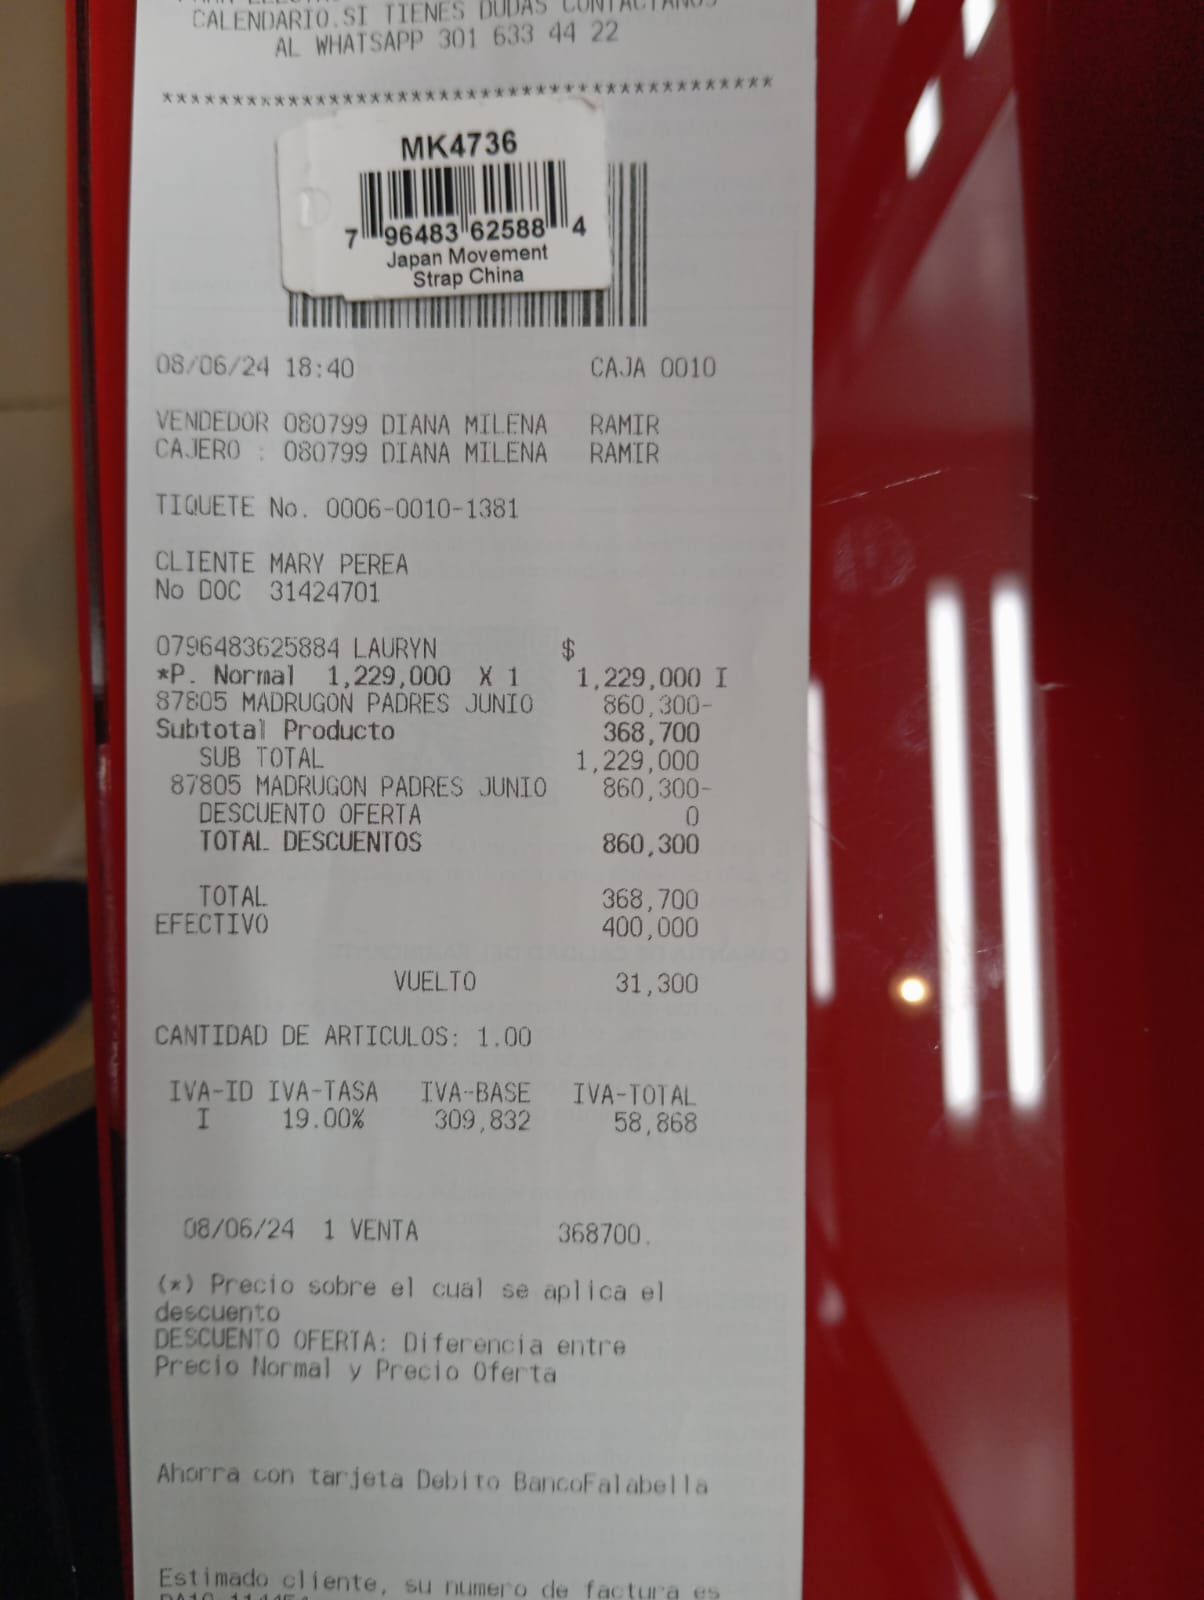 CALENDARIO.SI TIENES DUDAS CONTACTANOS
AL WHATSAPP 301 633 44 22
********************************************
MK4736
7 96483 62588 4
Japan Movement
Strap China
08/06/24 18:40 CAJA 0010
VENDEDOR 080799 DIANA MILENA RAMIR
CAJERO : 080799 DIANA MILENA RAMIR
TIQUETE No. 0006-0010-1381
CLIENTE MARY PEREA
No DOC 31424701
0796483625884 LAURYN $
*P. Normal 1,229,000 X 1 1,229,000 I
87805 MADRUGON PADRES JUNIO 860,300-
Subtotal Producto 368,700
SUB TOTAL 1,229,000
87805 MADRUGON PADRES JUNIO 860,300-
DESCUENTO OFERTA 0
TOTAL DESCUENTOS 860,300
TOTAL 368,700
EFECTIVO 400,000
VUELTO 31,300
CANTIDAD DE ARTICULOS: 1.00
IVA-ID IVA-TASA IVA-BASE IVA-TOTAL
I 19.00% 309,832 58,868
08/06/24 1 VENTA 368700.
(*) Precio sobre el cual se aplica el
descuento
DESCUENTO OFERTA: Diferencia entre
Precio Normal y Precio Oferta
Ahorra con tarjeta Debito BancoFalabella
Estimado cliente, su numero de factura es